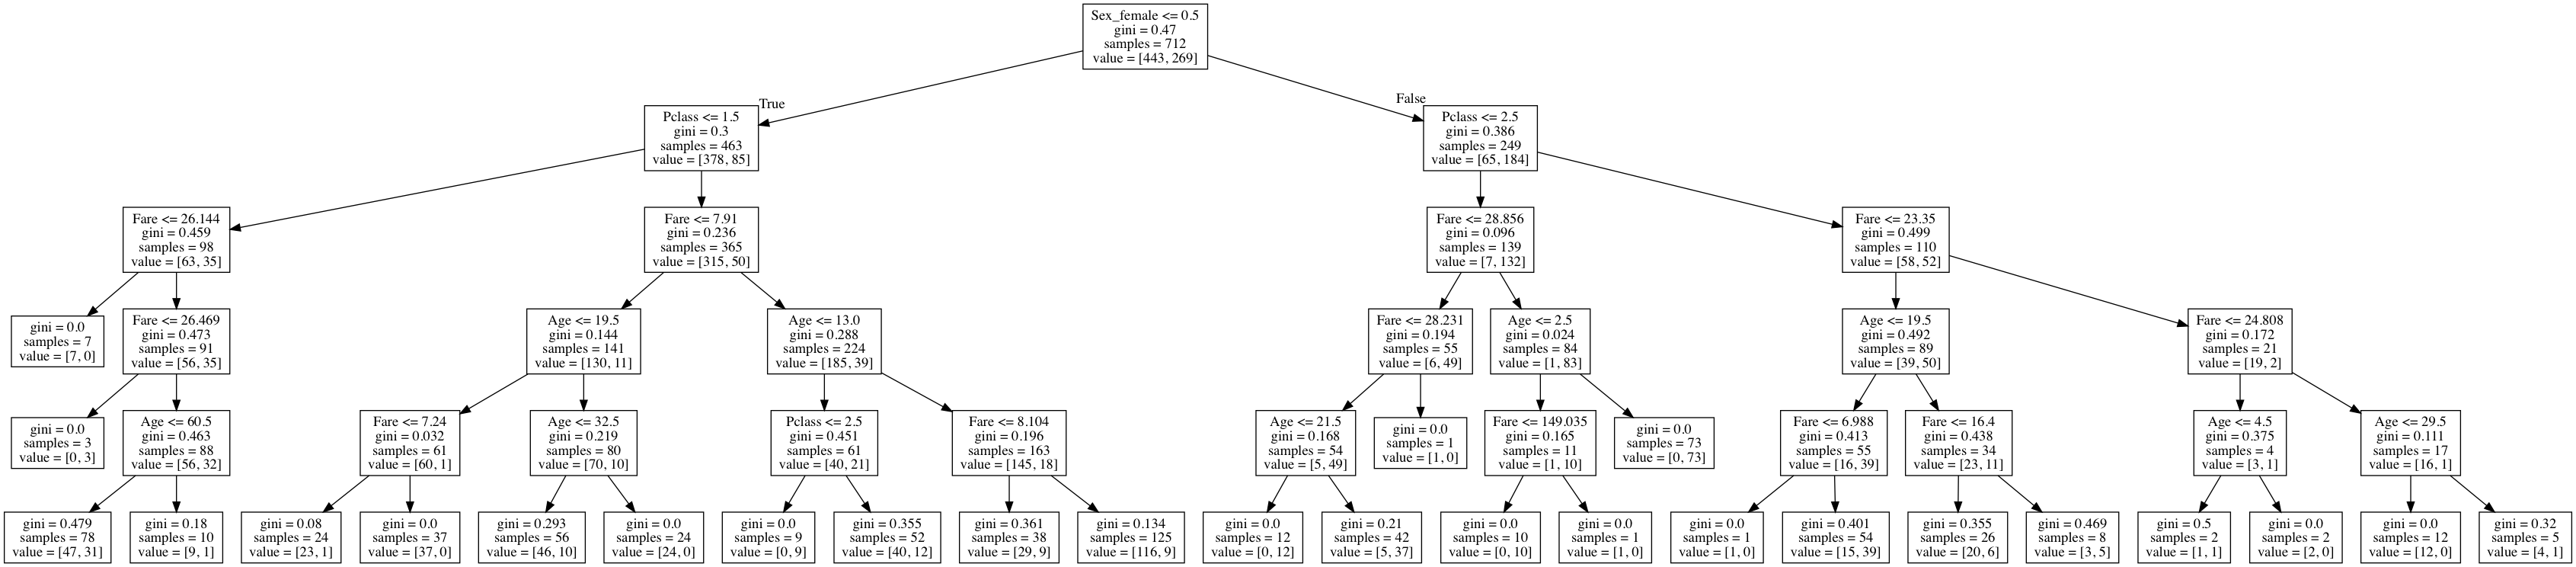 Sex_female <= 0.5
gini = 0.47
samples = 712
value = [443, 269]
True
False
Pclass <= 1.5
gini = 0.3
samples = 463
value = [378, 85]
Pclass <= 2.5
gini = 0.386
samples = 249
value = [65, 184]
Fare <= 26.144
gini = 0.459
samples = 98
value = [63, 35]
Fare <= 7.91
gini = 0.236
samples = 365
value = [315, 50]
Fare <= 28.856
gini = 0.096
samples = 139
value = [7, 132]
Fare <= 23.35
gini = 0.499
samples = 110
value = [58, 52]
gini = 0.0
samples = 7
value = [7, 0]
Fare <= 26.469
gini = 0.473
samples = 91
value = [56, 35]
Age <= 19.5
gini = 0.144
samples = 141
value = [130, 11]
Age <= 13.0
gini = 0.288
samples = 224
value = [185, 39]
Fare <= 28.231
gini = 0.194
samples = 55
value = [6, 49]
Age <= 2.5
gini = 0.024
samples = 84
value = [1, 83]
Age <= 19.5
gini = 0.492
samples = 89
value = [39, 50]
Fare <= 24.808
gini = 0.172
samples = 21
value = [19, 2]
gini = 0.0
samples = 3
value = [0, 3]
Age <= 60.5
gini = 0.463
samples = 88
value = [56, 32]
Fare <= 7.24
gini = 0.032
samples = 61
value = [60, 1]
Age <= 32.5
gini = 0.219
samples = 80
value = [70, 10]
Pclass <= 2.5
gini = 0.451
samples = 61
value = [40, 21]
Fare <= 8.104
gini = 0.196
samples = 163
value = [145, 18]
Age <= 21.5
gini = 0.168
samples = 54
value = [5, 49]
gini = 0.0
samples = 1
value = [1, 0]
Fare <= 149.035
gini = 0.165
samples = 11
value = [1, 10]
gini = 0.0
samples = 73
value = [0, 73]
Fare <= 6.988
gini = 0.413
samples = 55
value = [16, 39]
Fare <= 16.4
gini = 0.438
samples = 34
value = [23, 11]
Age <= 4.5
gini = 0.375
samples = 4
value = [3, 1]
Age <= 29.5
gini = 0.111
samples = 17
value = [16, 1]
gini = 0.479
samples = 78
value = [47, 31]
gini = 0.18
samples = 10
value = [9, 1]
gini = 0.08
samples = 24
value = [23, 1]
gini = 0.0
samples = 37
value = [37, 0]
gini = 0.293
samples = 56
value = [46, 10]
gini = 0.0
samples = 24
value = [24, 0]
gini = 0.0
samples = 9
value = [0, 9]
gini = 0.355
samples = 52
value = [40, 12]
gini = 0.361
samples = 38
value = [29, 9]
gini = 0.134
samples = 125
value = [116, 9]
gini = 0.0
samples = 12
value = [0, 12]
gini = 0.21
samples = 42
value = [5, 37]
gini = 0.0
samples = 10
value = [0, 10]
gini = 0.0
samples = 1
value = [1, 0]
gini = 0.0
samples = 1
value = [1, 0]
gini = 0.401
samples = 54
value = [15, 39]
gini = 0.355
samples = 26
value = [20, 6]
gini = 0.469
samples = 8
value = [3, 5]
gini = 0.5
samples = 2
value = [1, 1]
gini = 0.0
samples = 2
value = [2, 0]
gini = 0.0
samples = 12
value = [12, 0]
gini = 0.32
samples = 5
value = [4, 1]